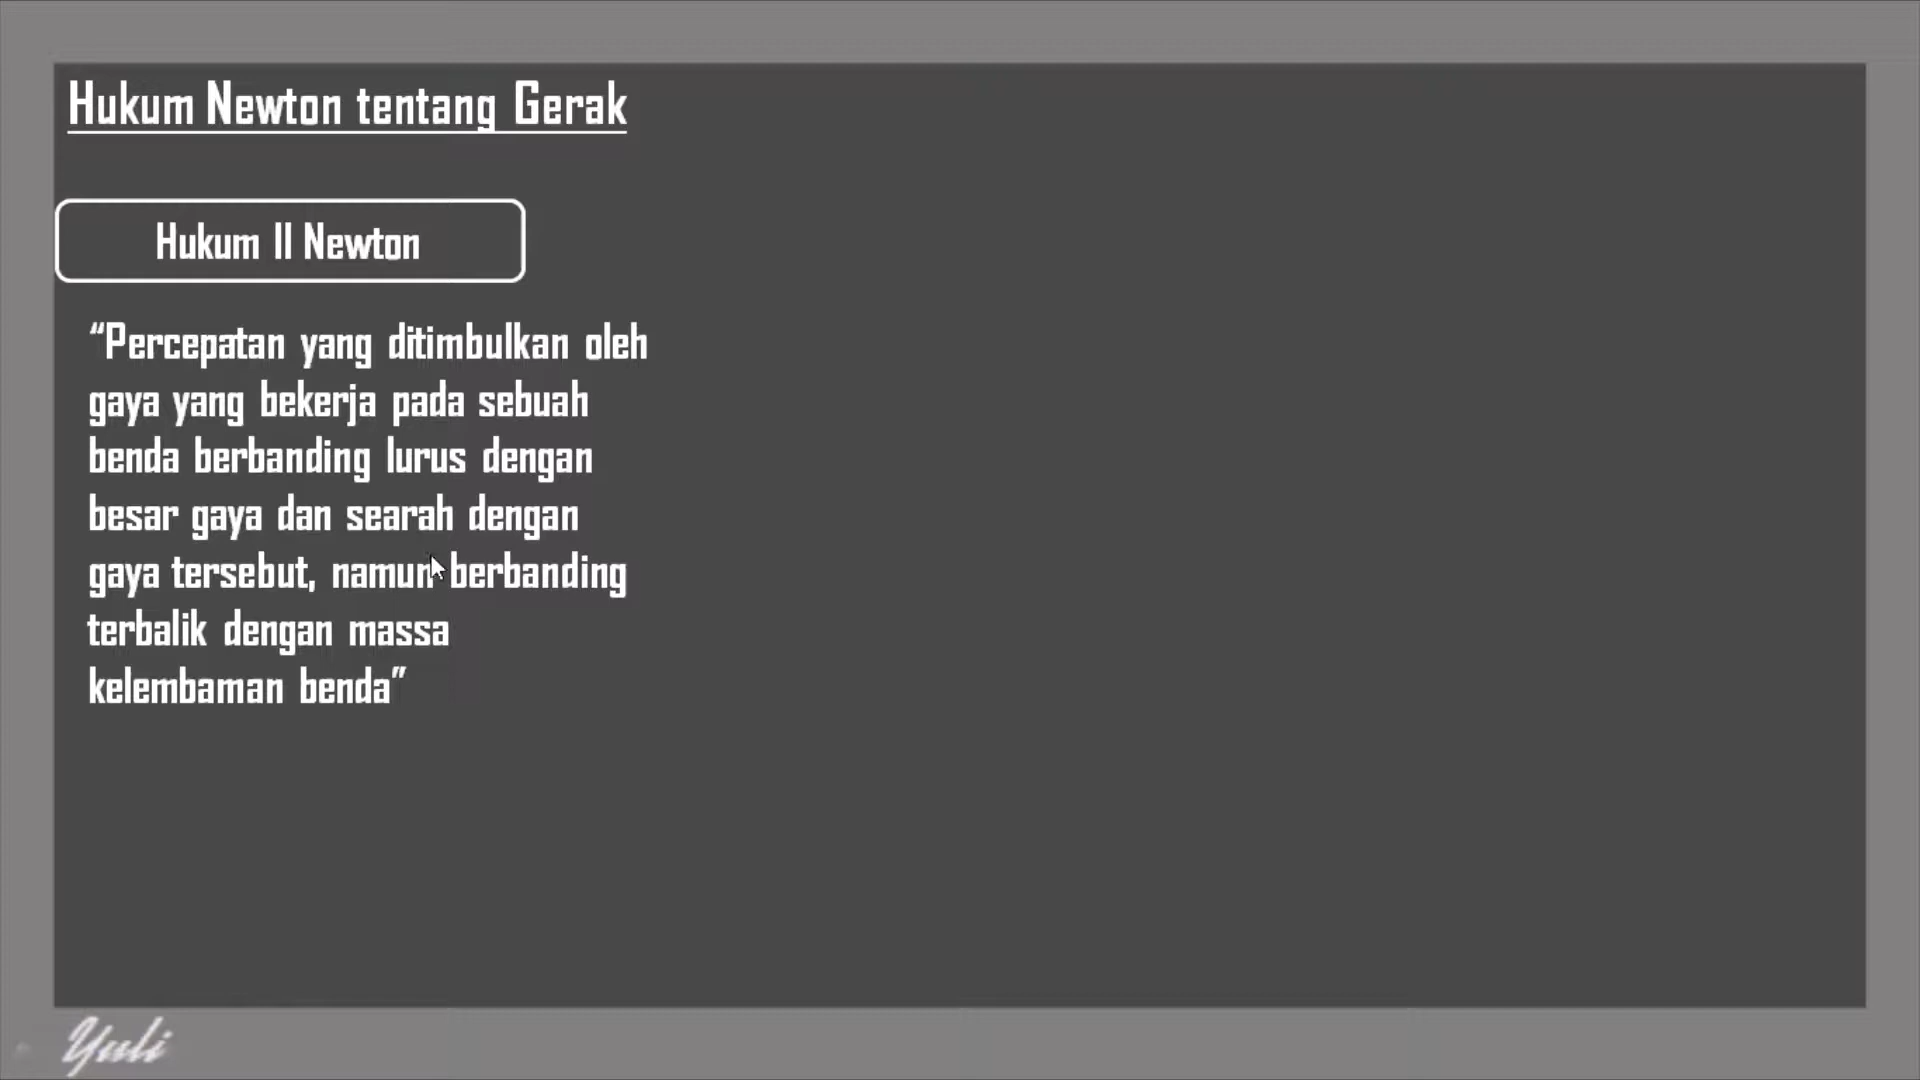 Hukum Newton tentang Gerak
Hukum II Newton
“Percepatan yang ditimbulkan oleh
gaya yang bekerja pada sebuah
benda berbanding lurus dengan
besar gaya dan searah dengan
gaya tersebut, namun berbanding
terbalik dengan massa
kelembaman benda”
Yuli